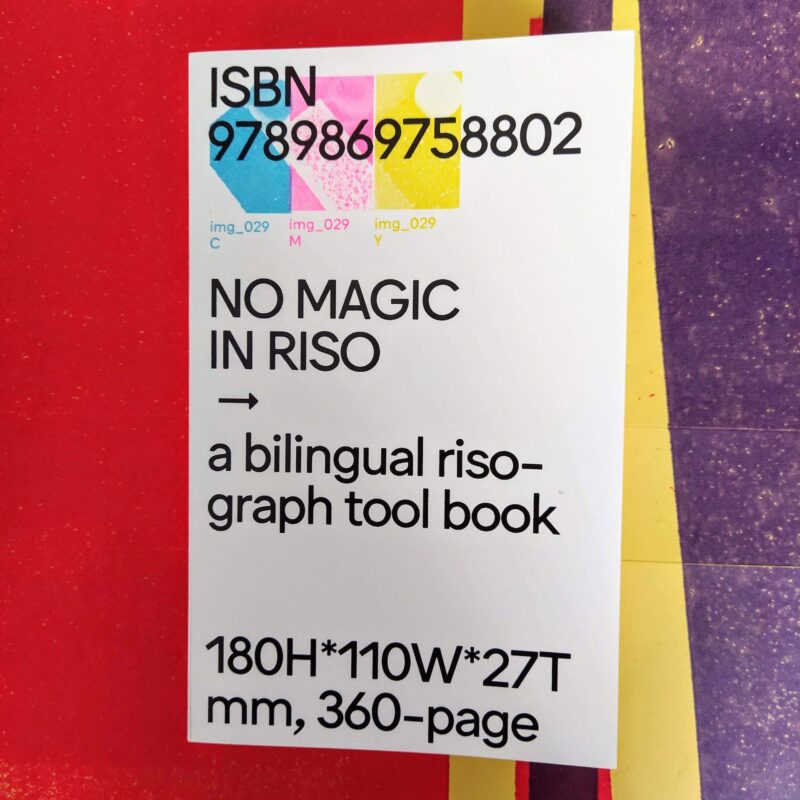 ISBN
9789869758802
img_029 img_029 img_029
C M Y
NO MAGIC
IN RISO
→
a bilingual riso-
graph tool book
180H*110W*27T
mm, 360-page